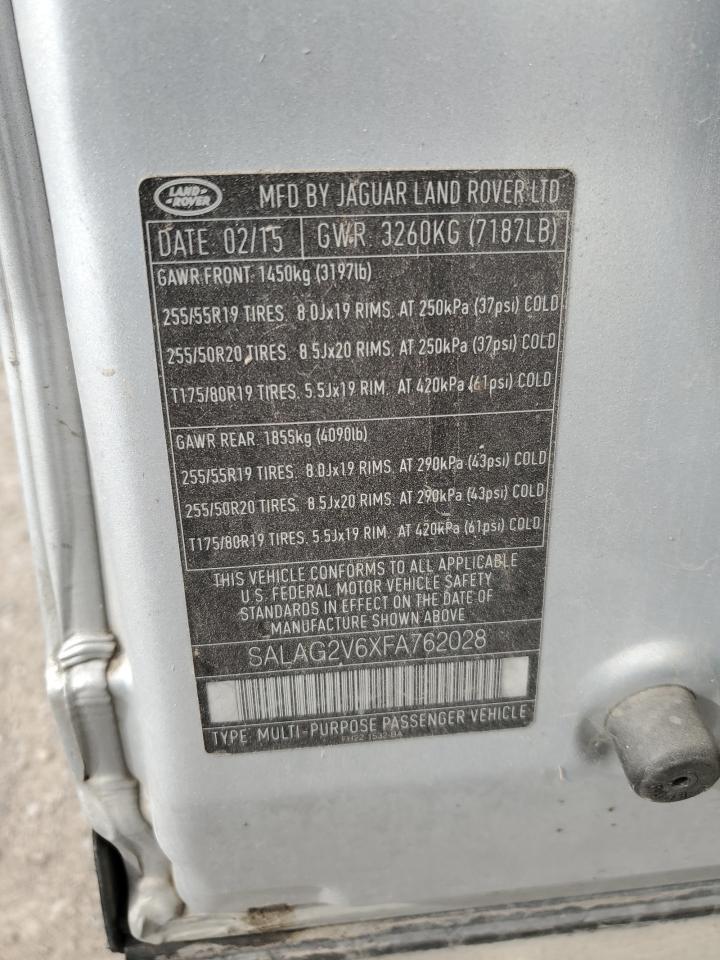 LAND-
-ROVER
MFD BY JAGUAR LAND ROVER LTD
DATE: 02/15 GWR: 3260KG (7187LB)
GAWR FRONT: 1450kg (3197lb)
255/55R19 TIRES. 8.0Jx19 RIMS. AT 250kPa (37psi) COLD
255/50R20 TIRES. 8.5Jx20 RIMS. AT 250kPa (37psi) COLD
T175/80R19 TIRES. 5.5Jx19 RIM. AT 420kPa (61psi) COLD
GAWR REAR: 1855kg (4090lb)
255/55R19 TIRES. 8.0Jx19 RIMS. AT 290kPa (43psi) COLD
255/50R20 TIRES. 8.5Jx20 RIMS. AT 290kPa (43psi) COLD
T175/80R19 TIRES. 5.5Jx19 RIM. AT 420kPa (61psi) COLD
THIS VEHICLE CONFORMS TO ALL APPLICABLE
U.S. FEDERAL MOTOR VEHICLE SAFETY
STANDARDS IN EFFECT ON THE DATE OF
MANUFACTURE SHOWN ABOVE
SALAG2V6XFA762028
TYPE: MULTI-PURPOSE PASSENGER VEHICLE